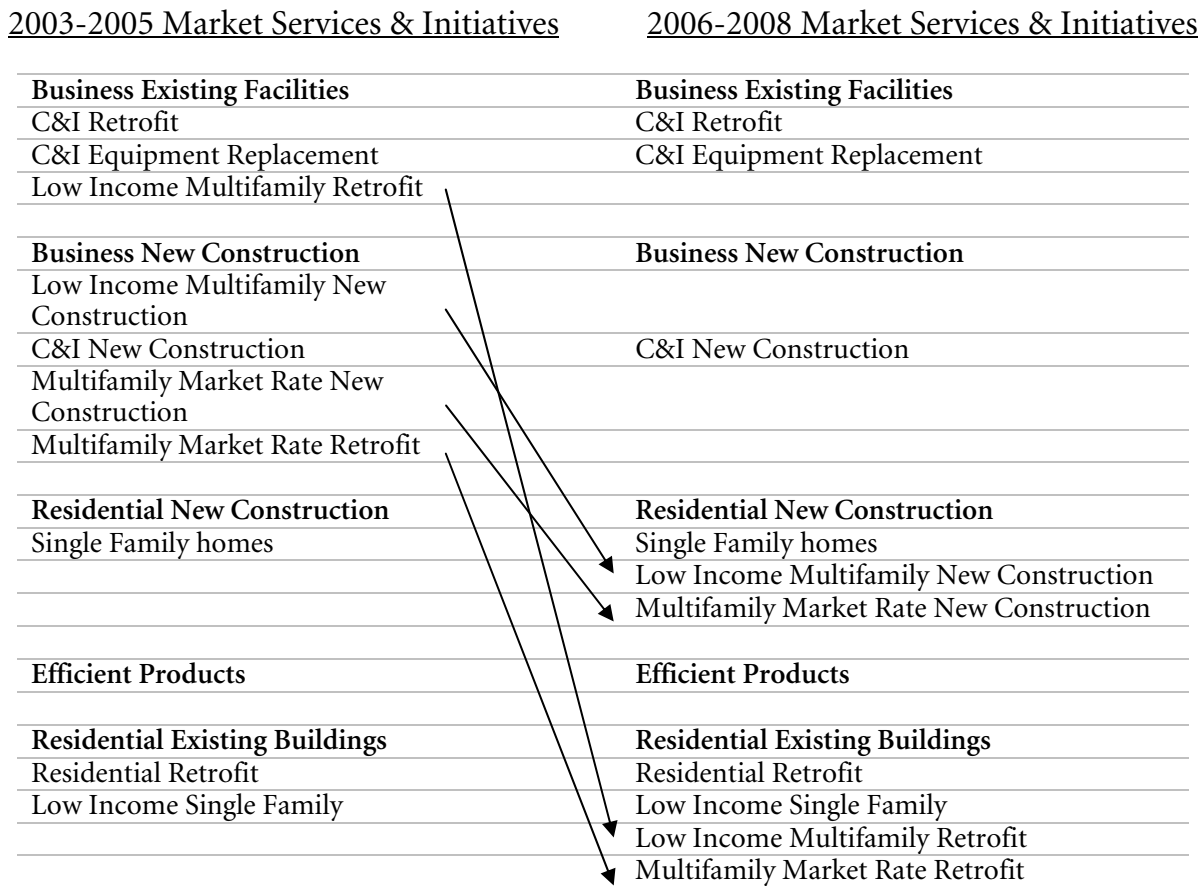 2003-2005 Market Services & Initiatives
2006-2008 Market Services & Initiatives
Business Existing Facilities
C&I Retrofit
C&I Equipment Replacement
Low Income Multifamily Retrofit
Business New Construction
Low Income Multifamily New
Construction
C&I New Construction
Multifamily Market Rate New
Construction
Multifamily Market Rate Retrofit
Residential New Construction
Single Family homes
Efficient Products
Residential Existing Buildings
Residential Retrofit
Low Income Single Family
Business Existing Facilities
C&I Retrofit
C&I Equipment Replacement
Business New Construction
C&I New Construction
Residential New Construction
Single Family homes
Low Income Multifamily New Construction
Multifamily Market Rate New Construction
Efficient Products
Residential Existing Buildings
Residential Retrofit
Low Income Single Family
Low Income Multifamily Retrofit
Multifamily Market Rate Retrofit